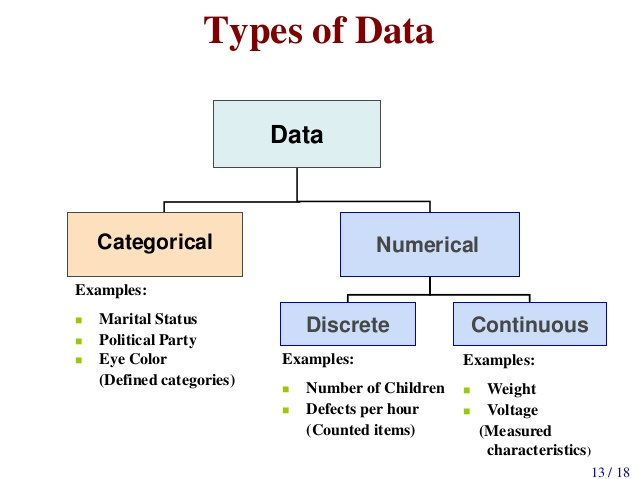 Types of Data
Data
Categorical
Numerical
Examples:
Marital Status
Political Party
Eye Color
(Defined categories)
Discrete
Continuous
Examples:
Number of Children
Defects per hour
(Counted items)
Examples:
Weight
Voltage
(Measured
characteristics)
13 / 18